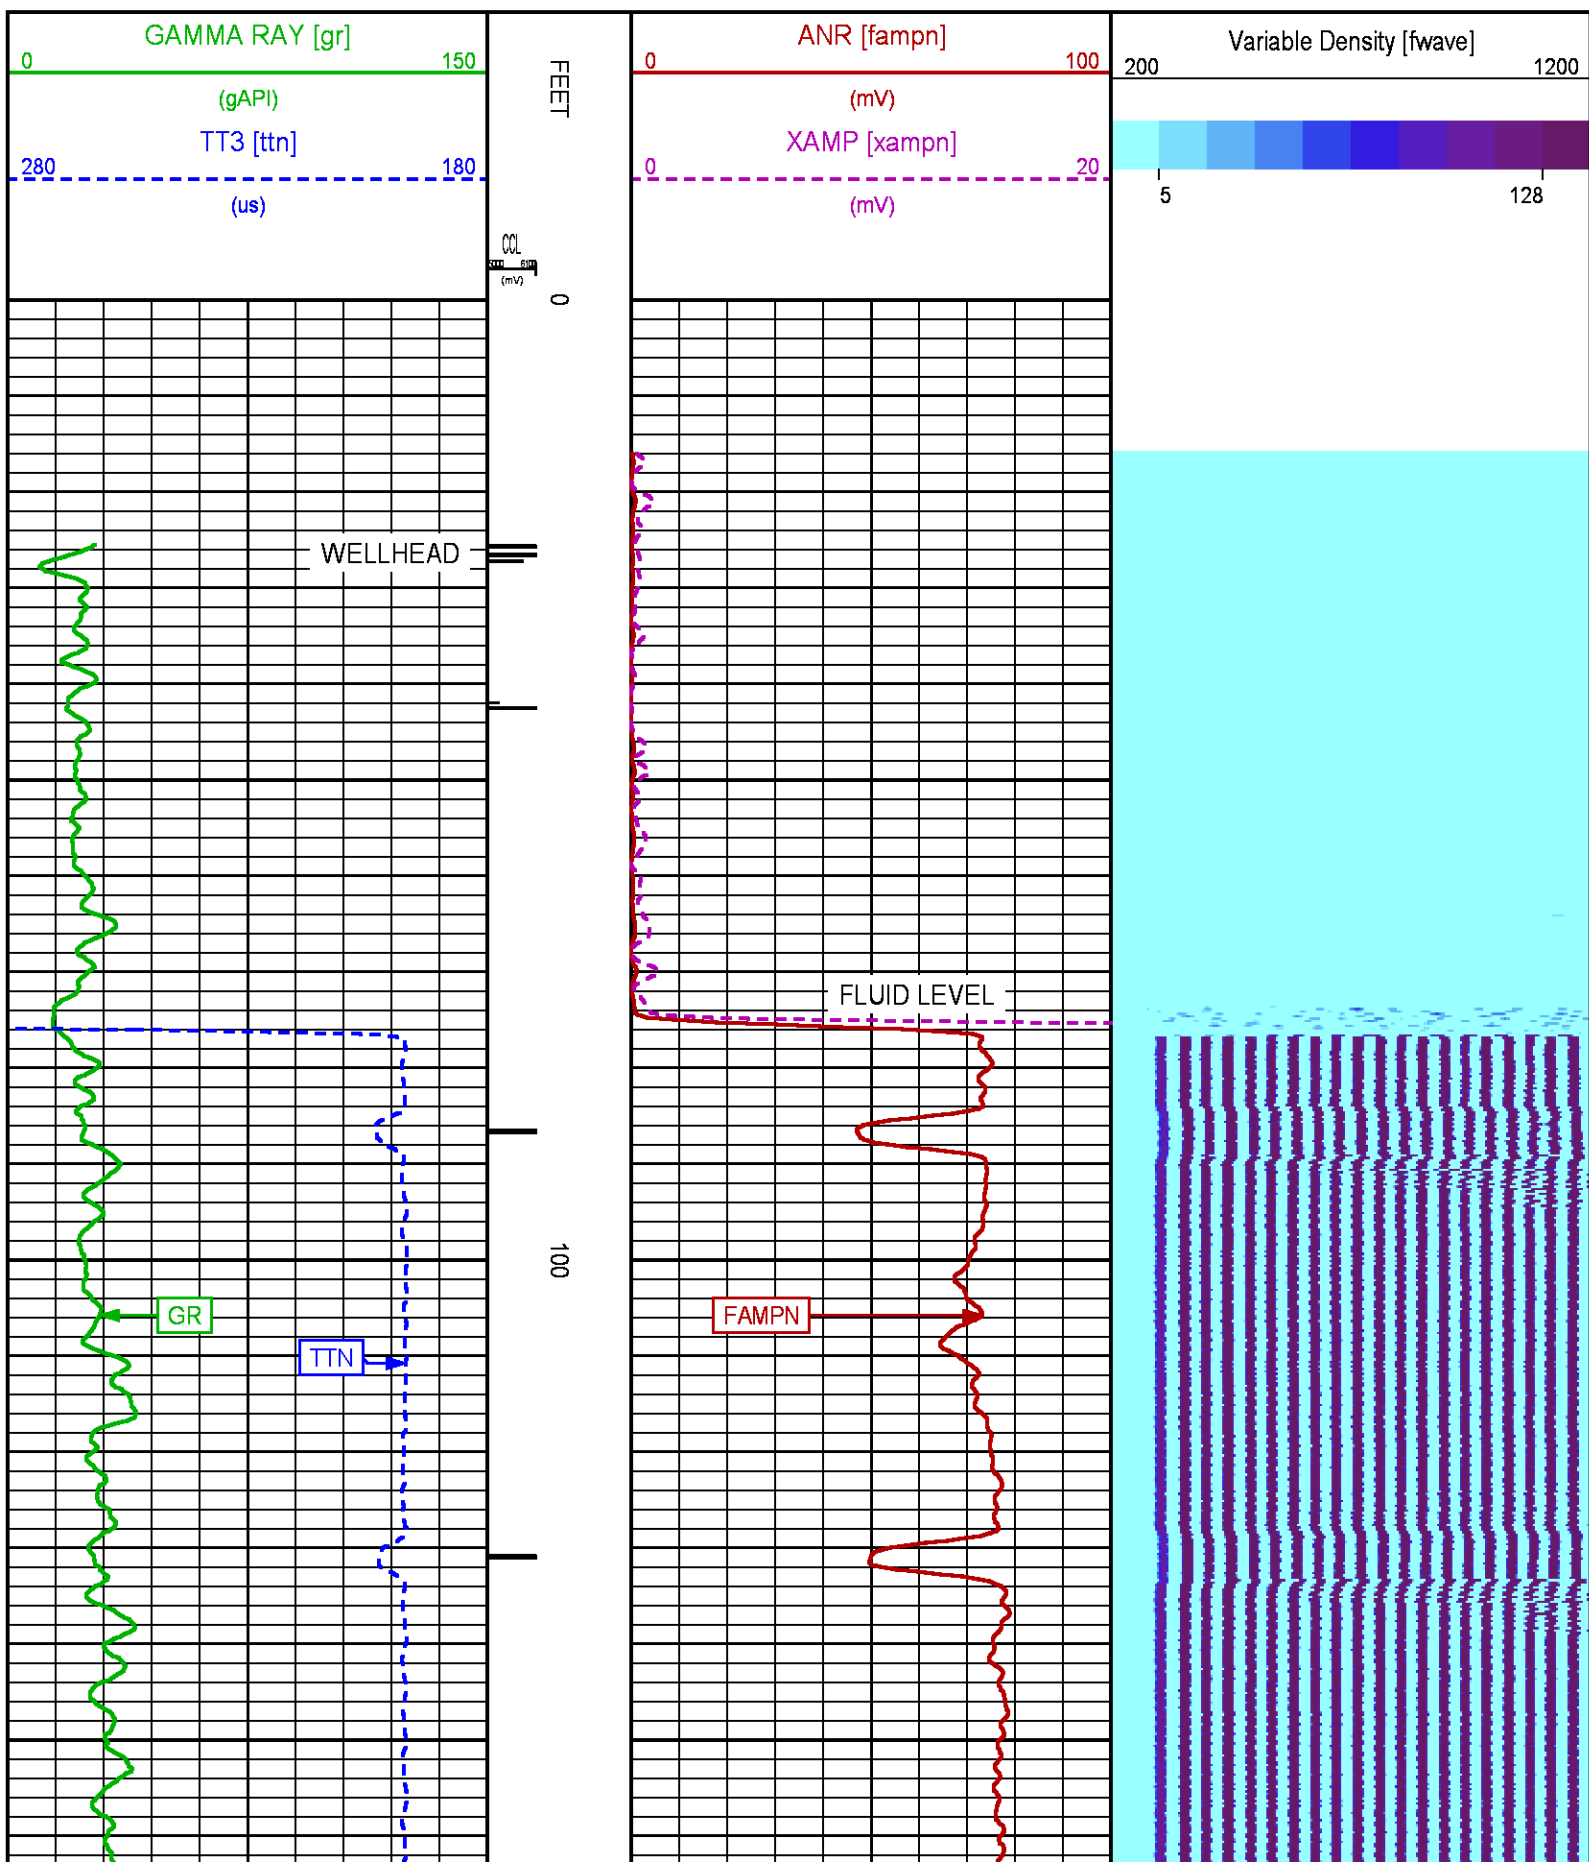 GAMMA RAY [gr]
0 150
(gAPI)
TT3 [ttn]
280 180
(us)
FEET
CCL
(mV)
ANR [fampn]
0 100
(mV)
XAMP [xampn]
0 20
(mV)
Variable Density [fwave]
200 1200
5 128
0
WELLHEAD
FLUID LEVEL
100
GR
FAMPN
TTN